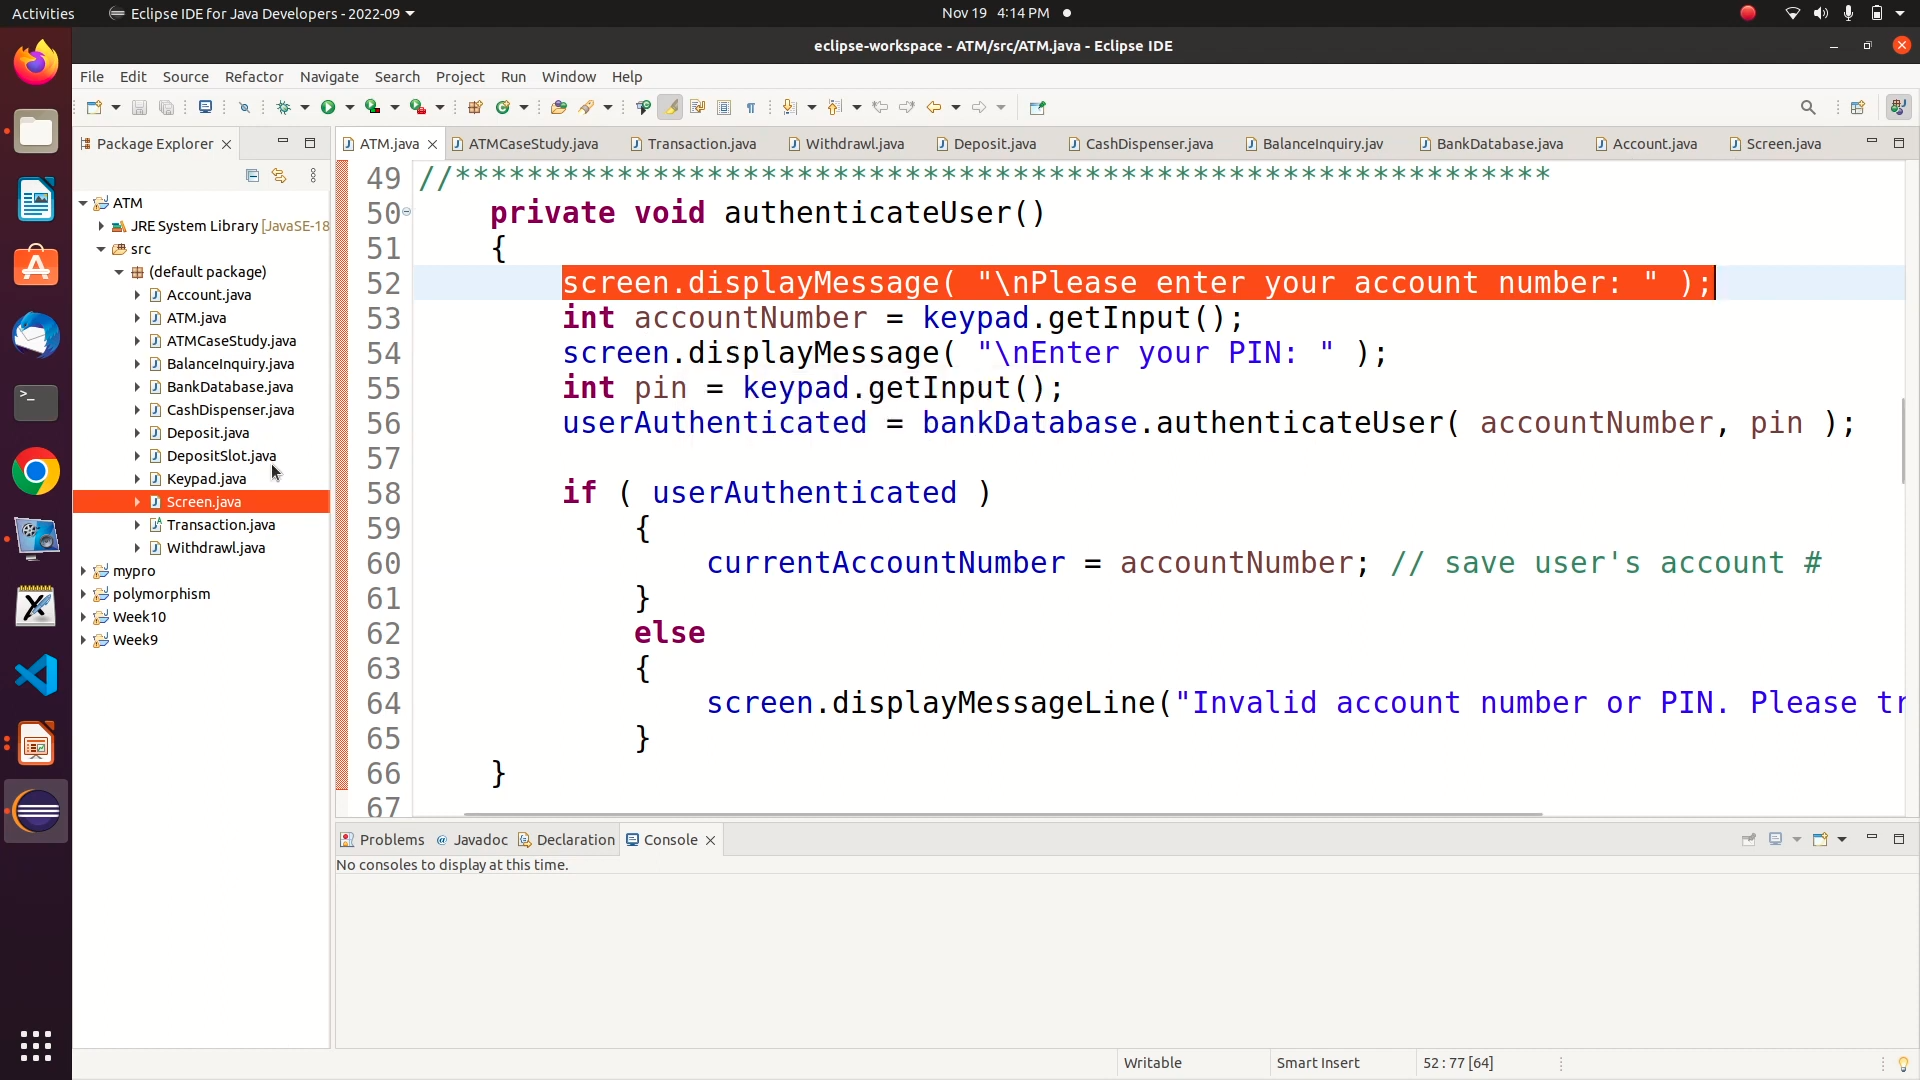 Activities
Eclipse IDE for Java Developers - 2022-09
Nov 19 4:14 PM
eclipse-workspace - ATM/src/ATM.java - Eclipse IDE
File Edit Source Refactor Navigate Search Project Run Window Help
Package Explorer
ATM.java
ATMCaseStudy.java
Transaction.java
Withdrawl.java
Deposit.java
CashDispenser.java
BalanceInquiry.jav
BankDatabase.java
Account.java
Screen.java
ATM
JRE System Library [JavaSE-18
src
(default package)
Account.java
ATM.java
ATMCaseStudy.java
BalanceInquiry.java
BankDatabase.java
CashDispenser.java
Deposit.java
DepositSlot.java
Keypad.java
Screen.java
Transaction.java
Withdrawl.java
mypro
polymorphism
Week10
Week9
49 //*************************************************************
50 private void authenticateUser()
51 {
52 screen.displayMessage( "\nPlease enter your account number: " );
53 int accountNumber = keypad.getInput();
54 screen.displayMessage( "\nEnter your PIN: " );
55 int pin = keypad.getInput();
56 userAuthenticated = bankDatabase.authenticateUser( accountNumber, pin );
57
58 if ( userAuthenticated )
59 {
60 currentAccountNumber = accountNumber; // save user's account #
61 }
62 else
63 {
64 screen.displayMessageLine("Invalid account number or PIN. Please tr
65 }
66 }
67
Problems
@ Javadoc
Declaration
Console
No consoles to display at this time.
Writable
Smart Insert
52 : 77 [64]